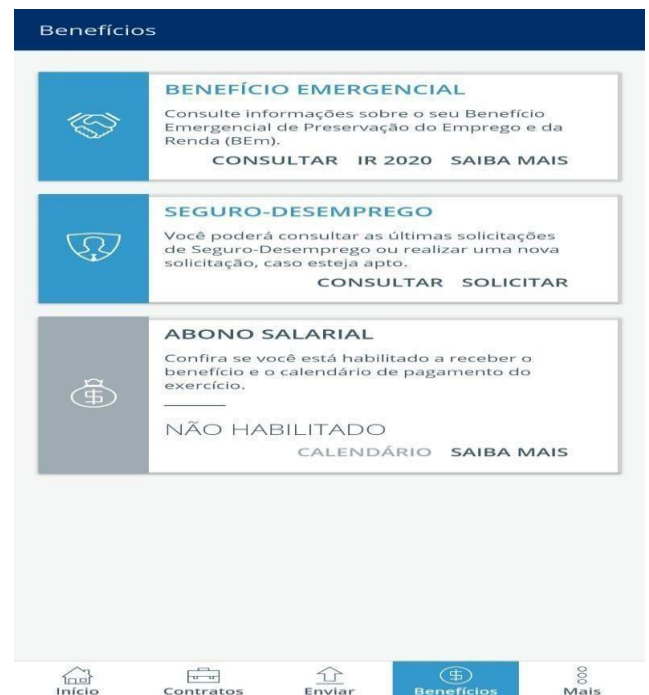 Benefícios
BENEFÍCIO EMERGENCIAL
Consulte informações sobre o seu Benefício
Emergencial de Preservação do Emprego e da
Renda (BEm).
CONSULTAR IR 2020 SAIBA MAIS
SEGURO-DESEMPREGO
Você poderá consultar as últimas solicitações
de Seguro-Desemprego ou realizar uma nova
solicitação, caso esteja apto.
CONSULTAR SOLICITAR
ABONO SALARIAL
Confira se você está habilitado a receber o
benefício e o calendário de pagamento do
exercício.
NÃO HABILITADO
CALENDÁRIO SAIBA MAIS
Início Contratos Enviar Benefícios Mais